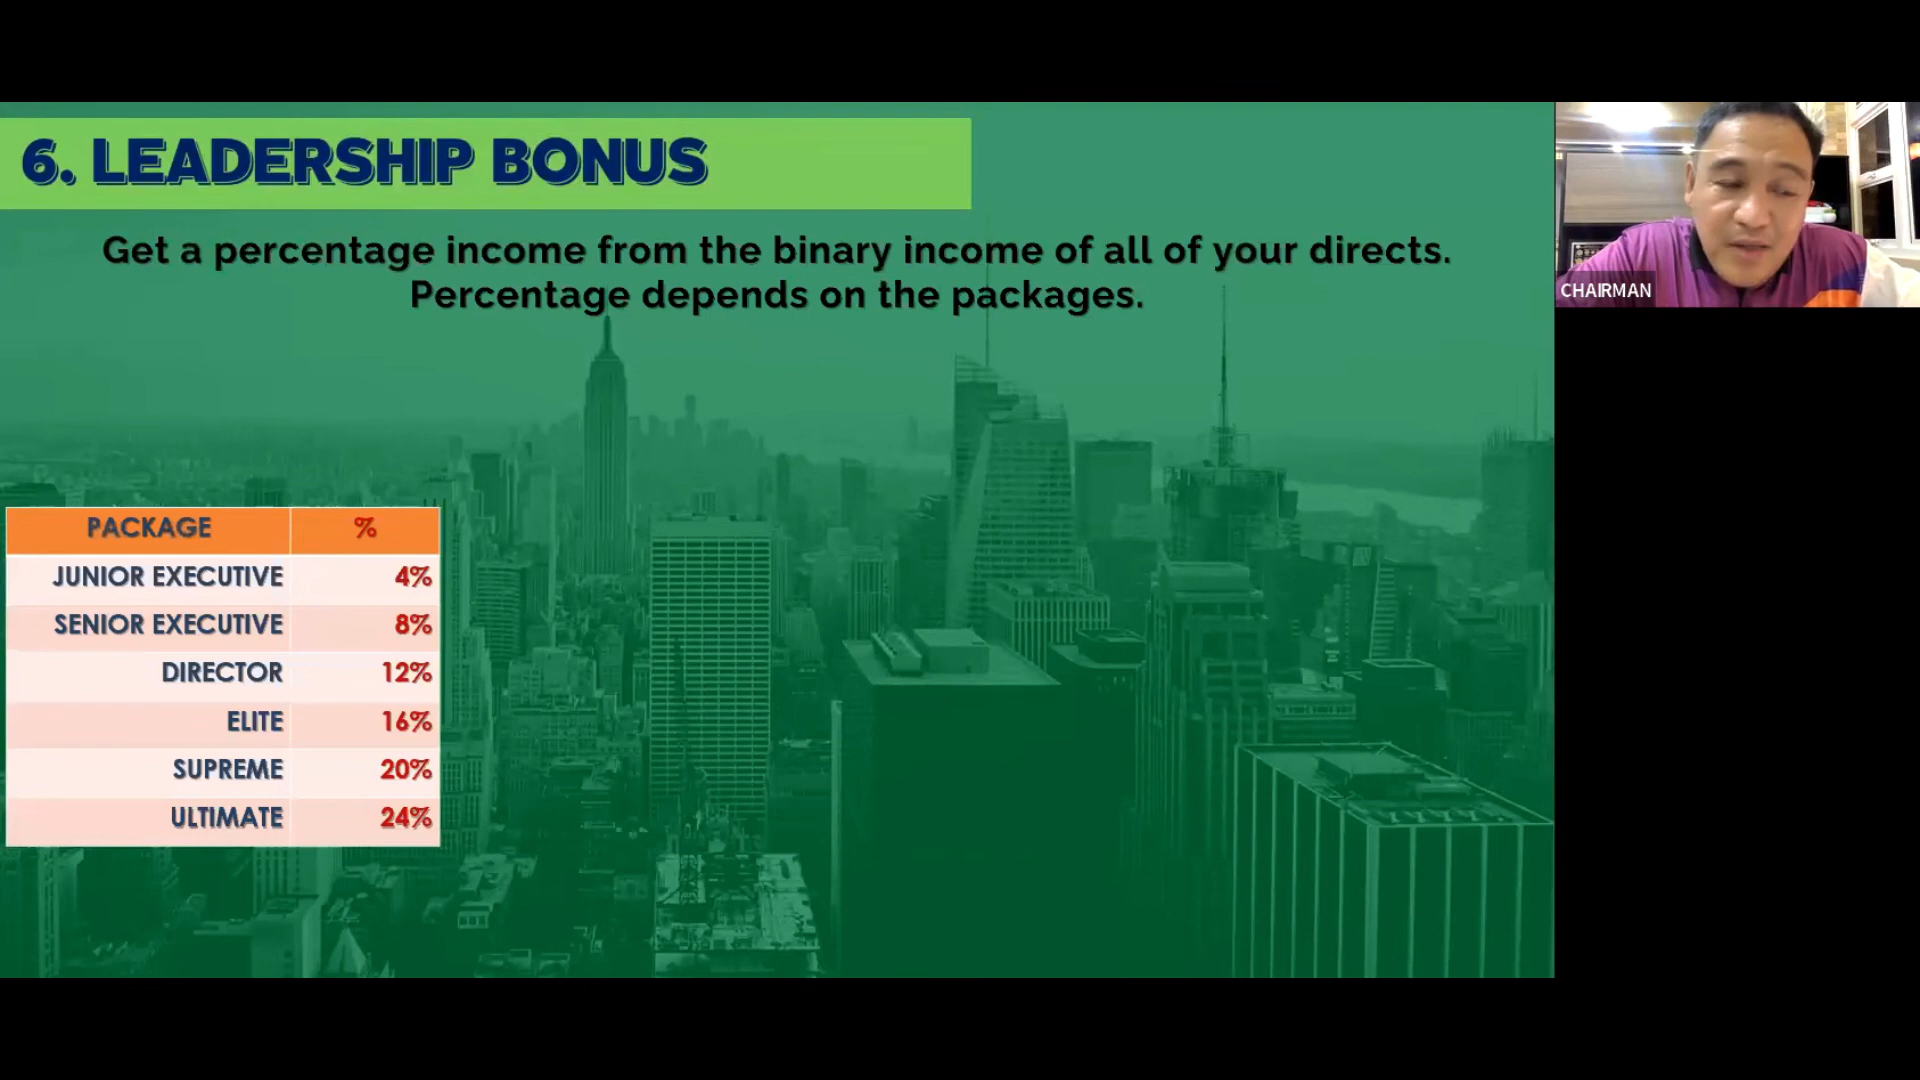 6. LEADERSHIP BONUS
Get a percentage income from the binary income of all of your directs.
Percentage depends on the packages.
CHAIRMAN
PACKAGE %
JUNIOR EXECUTIVE 4%
SENIOR EXECUTIVE 8%
DIRECTOR 12%
ELITE 16%
SUPREME 20%
ULTIMATE 24%